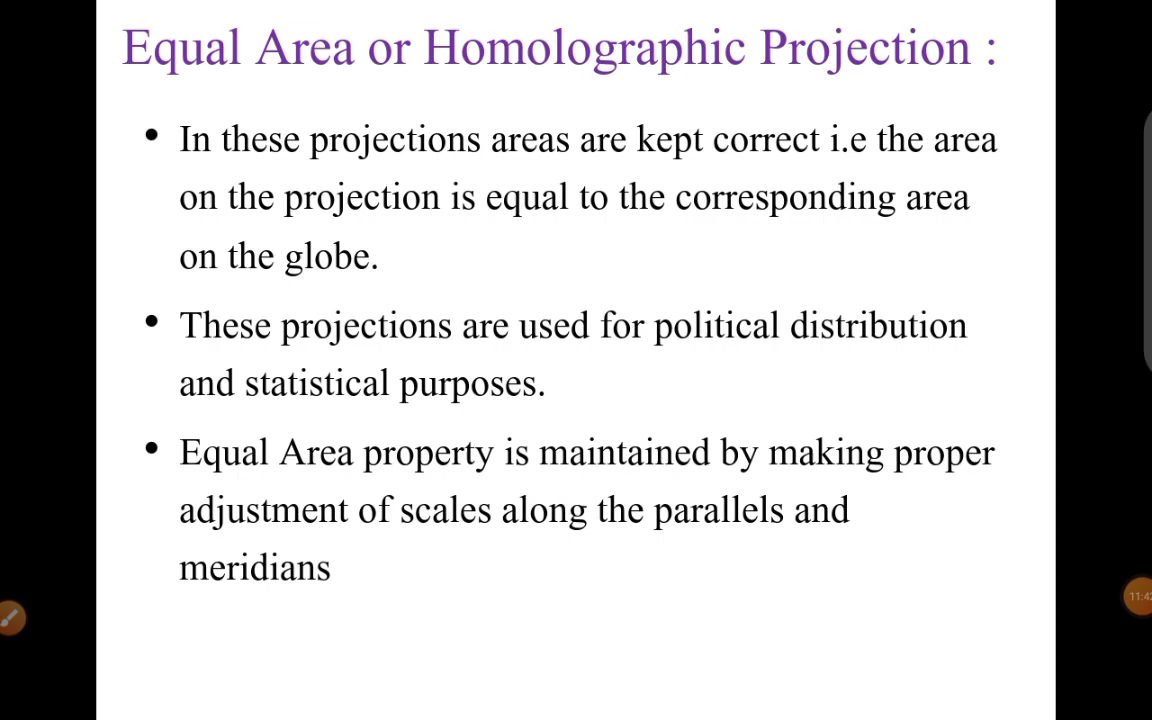 Equal Area or Homolographic Projection :
• In these projections areas are kept correct i.e the area
on the projection is equal to the corresponding area
on the globe.
• These projections are used for political distribution
and statistical purposes.
• Equal Area property is maintained by making proper
adjustment of scales along the parallels and
meridians